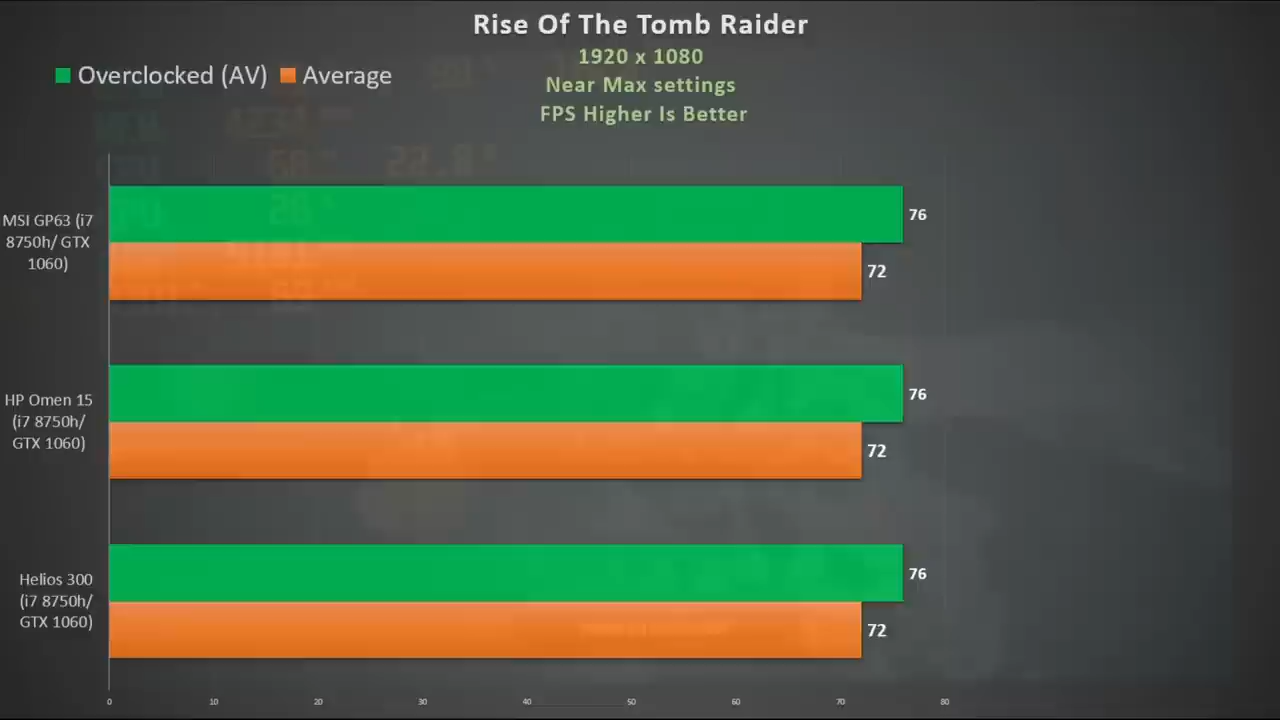 Rise Of The Tomb Raider
1920 x 1080
Near Max settings
FPS Higher Is Better
Overclocked (AV) Average
MSI GP63 (i7
8750h/ GTX
1060)
76
72
HP Omen 15
(i7 8750h/
GTX 1060)
76
72
Helios 300
(i7 8750h/
GTX 1060)
76
72
0 10 20 30 40 50 60 70 80